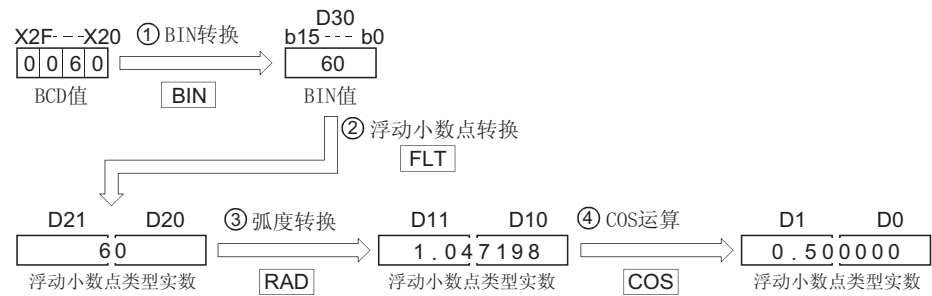 D30
X2F---X20 ① BIN转换 b15---b0
0 0 6 0 60
BCD值 BIN BIN值
② 浮动小数点转换
FLT
D21 D20 ③ 弧度转换 D11 D10 ④ COS运算 D1 D0
60 1.047198 0.500000
浮动小数点类型实数 RAD 浮动小数点类型实数 COS 浮动小数点类型实数